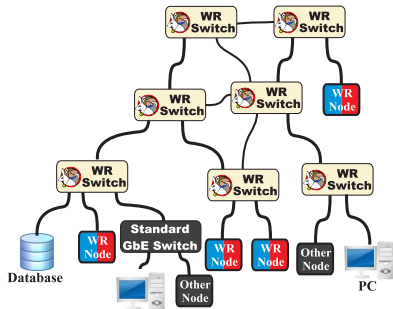 WR
Switch
WR
Switch
WR
Switch
WR
Switch
WR
Node
WR
Switch
WR
Switch
WR
Switch
Database
WR
Node
Standard
GbE Switch
Other
Node
WR
Node
WR
Node
Other
Node
PC